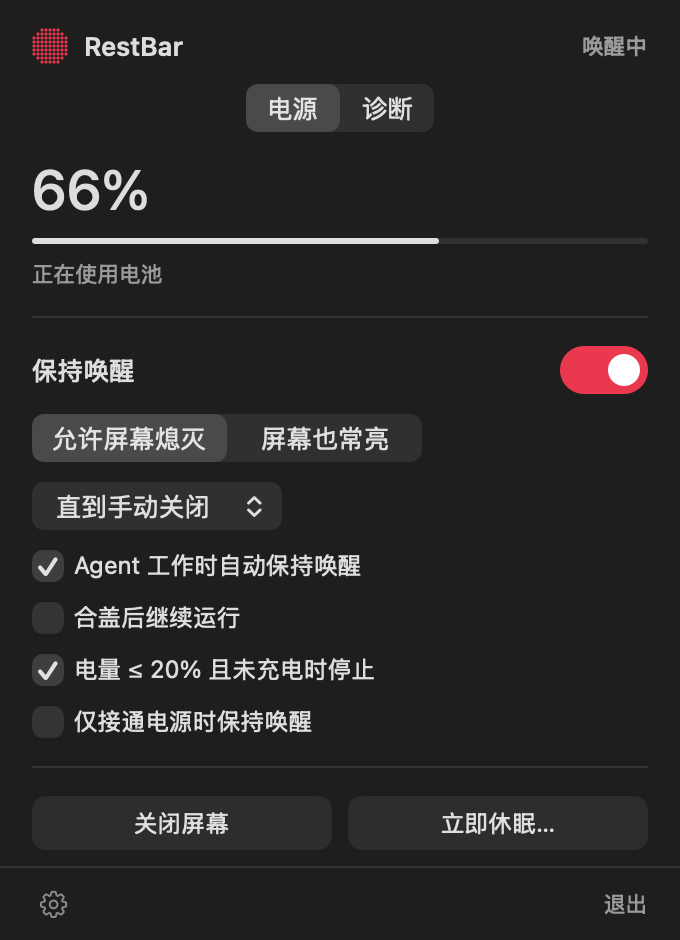 RestBar
唤醒中
电源
诊断
66%
正在使用电池
保持唤醒
允许屏幕熄灭
屏幕也常亮
直到手动关闭
Agent 工作时自动保持唤醒
合盖后继续运行
电量 ≤ 20% 且未充电时停止
仅接通电源时保持唤醒
关闭屏幕
立即休眠...
退出